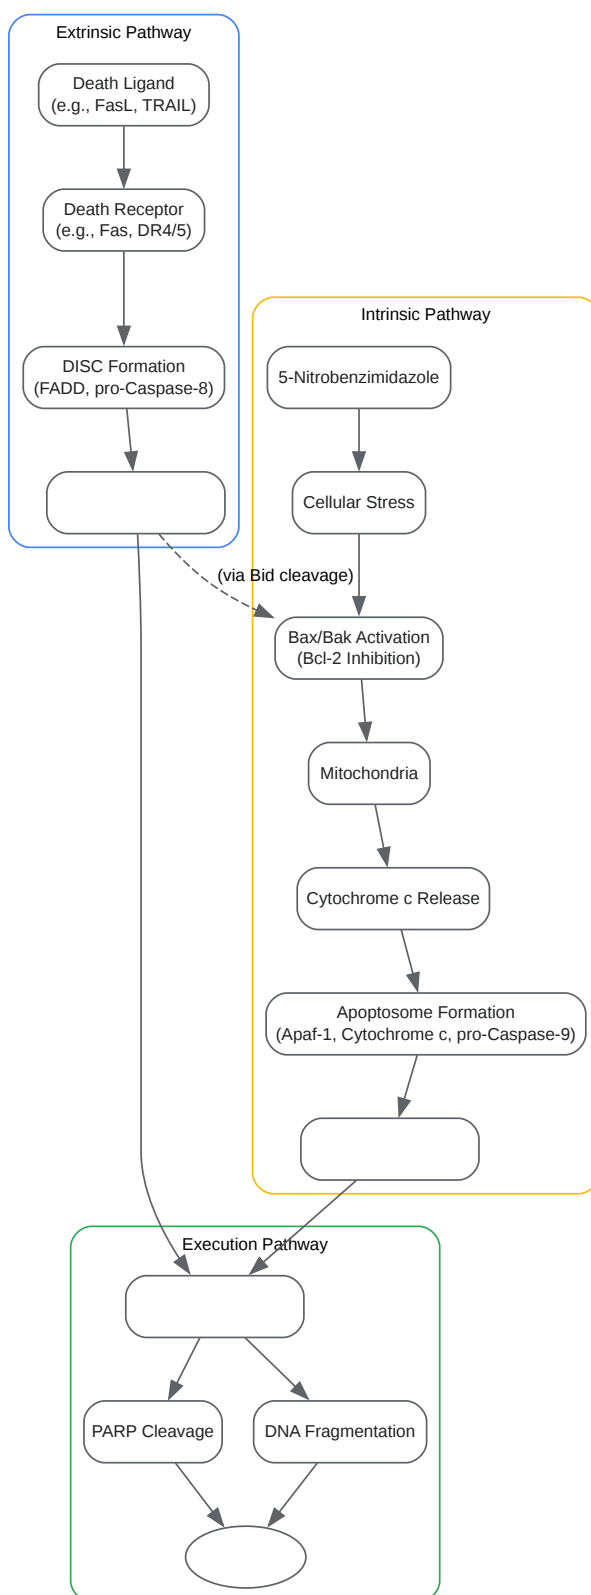 Extrinsic Pathway
Death Ligand
(e.g., FasL, TRAIL)
Death Receptor
(e.g., Fas, DR4/5)
DISC Formation
(FADD, pro-Caspase-8)
(via Bid cleavage)
Intrinsic Pathway
5-Nitrobenzimidazole
Cellular Stress
Bax/Bak Activation
(Bcl-2 Inhibition)
Mitochondria
Cytochrome c Release
Apoptosome Formation
(Apaf-1, Cytochrome c, pro-Caspase-9)
Execution Pathway
PARP Cleavage
DNA Fragmentation